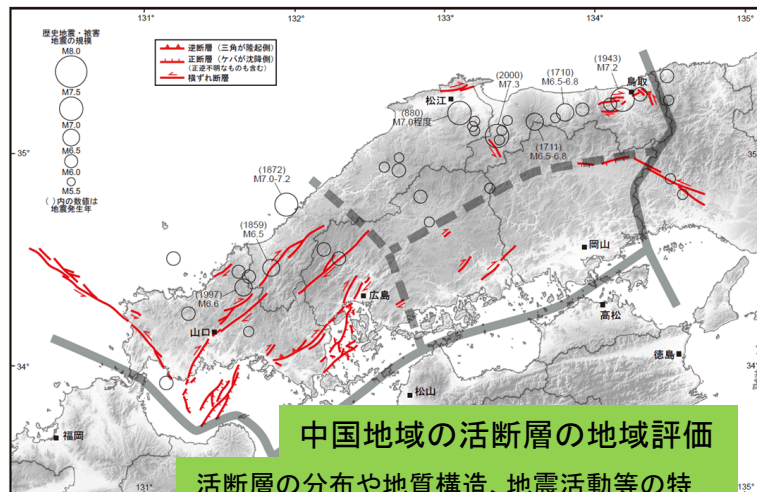 131°
132°
133°
134°
135°
歴史地震・被害
地震の規模
M8.0
M7.5
M7.0
M6.5
M6.0
M5.5
( )内の数値は
地震発生年
逆断層（三角が隆起側）
正断層（ケバが沈降側）
(正逆不明なものも含む)
横ずれ断層
(1943)
M7.2
鳥取
(1710)
M6.5-6.8
(2000)
M7.3
松江
(880)
M7.0程度
(1711)
M6.5-6.8
35°
35°
(1872)
M7.0-7.2
(1859)
M6.5
岡山
(1997)
M6.6
広島
高松
山口
徳島
34°
34°
松山
福岡
中国地域の活断層の地域評価
活断層の分布や地質構造、地震活動等の特
131°
135°